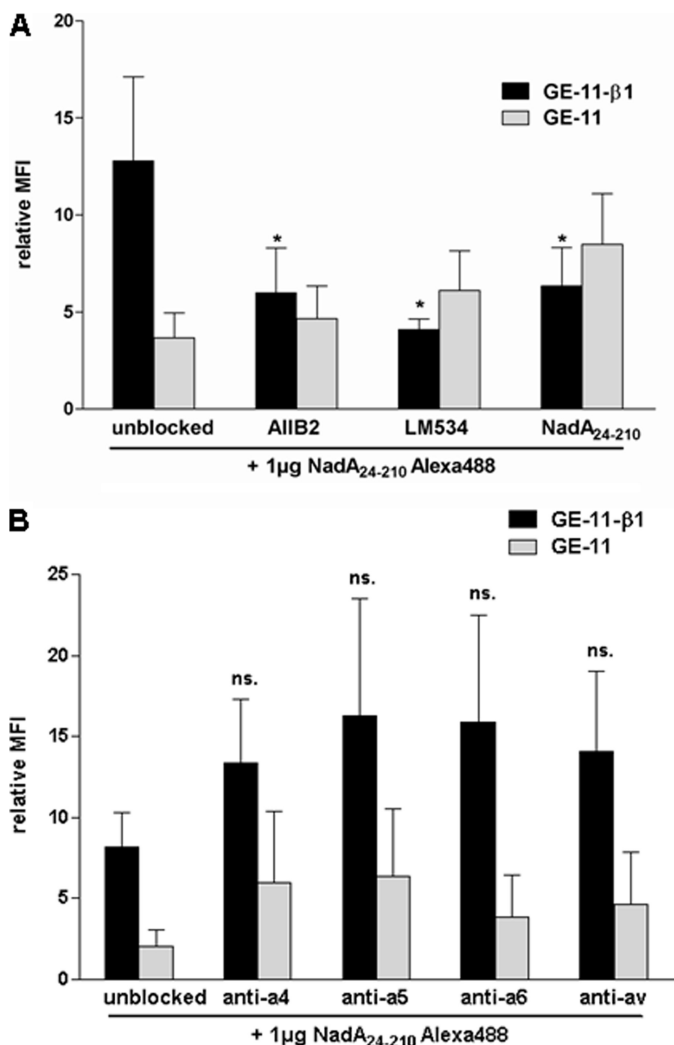 A
20
15
10
5
0
relative MFI
GE-11-β1
GE-11
*
*
*
unblocked AIIB2 LM534 NadA24-210
+ 1µg NadA24-210 Alexa488
B
25
20
15
10
5
0
relative MFI
GE-11-β1
GE-11
ns. ns. ns. ns.
unblocked anti-a4 anti-a5 anti-a6 anti-av
+ 1µg NadA24-210 Alexa488